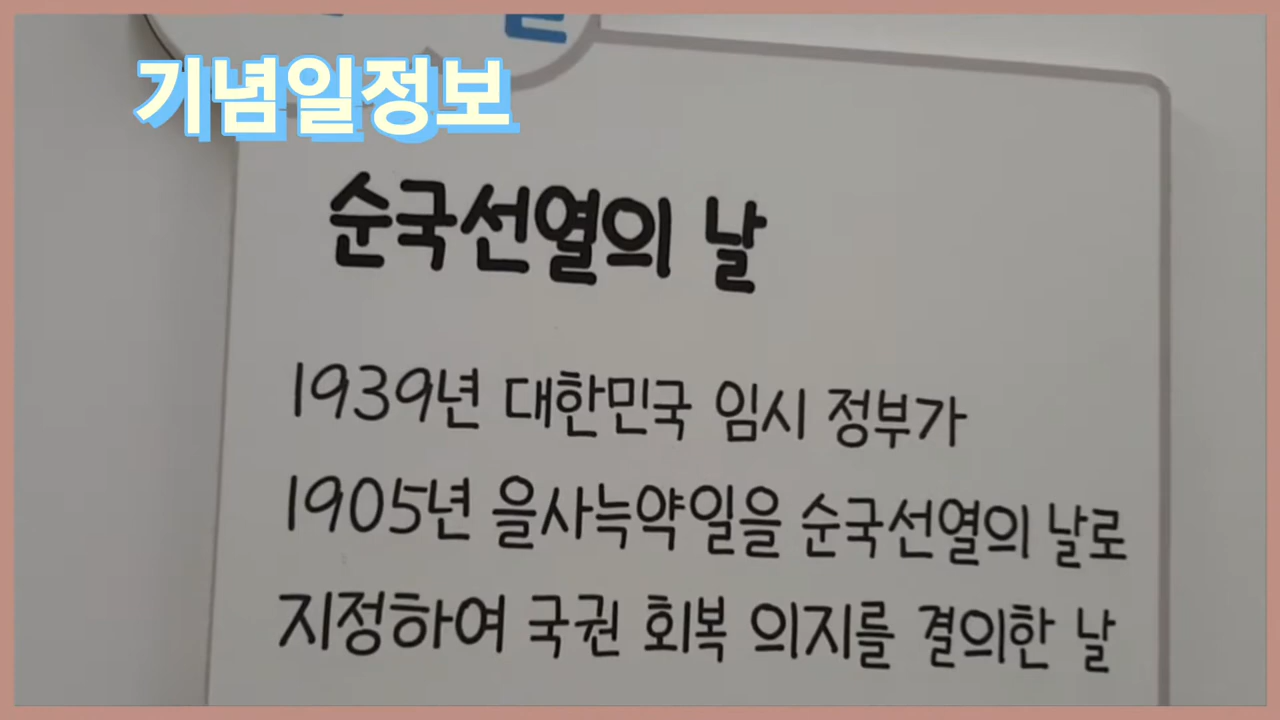 기념일정보
순국선열의 날
1939년 대한민국 임시 정부가
1905년 을사늑약일을 순국선열의 날로
지정하여 국권 회복 의지를 결의한 날